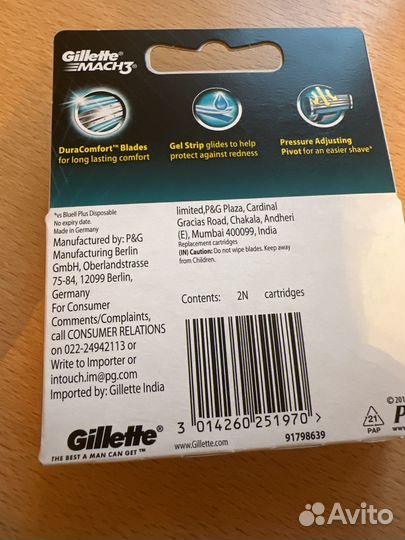 Gillette®
MACH3®
DuraComfort™ Blades
for long lasting comfort
Gel Strip glides to help
protect against redness
Pressure Adjusting
Pivot for an easier shave*
*vs BlueII Plus Disposable
No expiry date.
Made in Germany
Manufactured by: P&G
Manufacturing Berlin
GmbH, Oberlandstrasse
75-84, 12099 Berlin,
Germany
For Consumer
Comments/Complaints,
call CONSUMER RELATIONS
on 022-24942113 or
Write to Importer or
intouch.im@pg.com
Imported by: Gillette India
limited,P&G Plaza, Cardinal
Gracias Road, Chakala, Andheri
(E), Mumbai 400099, India
Replacement cartridges
(IN) Caution: Do not wipe blades. Keep away
from Children.
Contents: 2N cartridges
3 014260 251970 >
Gillette®
THE BEST A MAN CAN GET™
www.Gillette.com
91798639
21
PAP
© 201
P
Avito